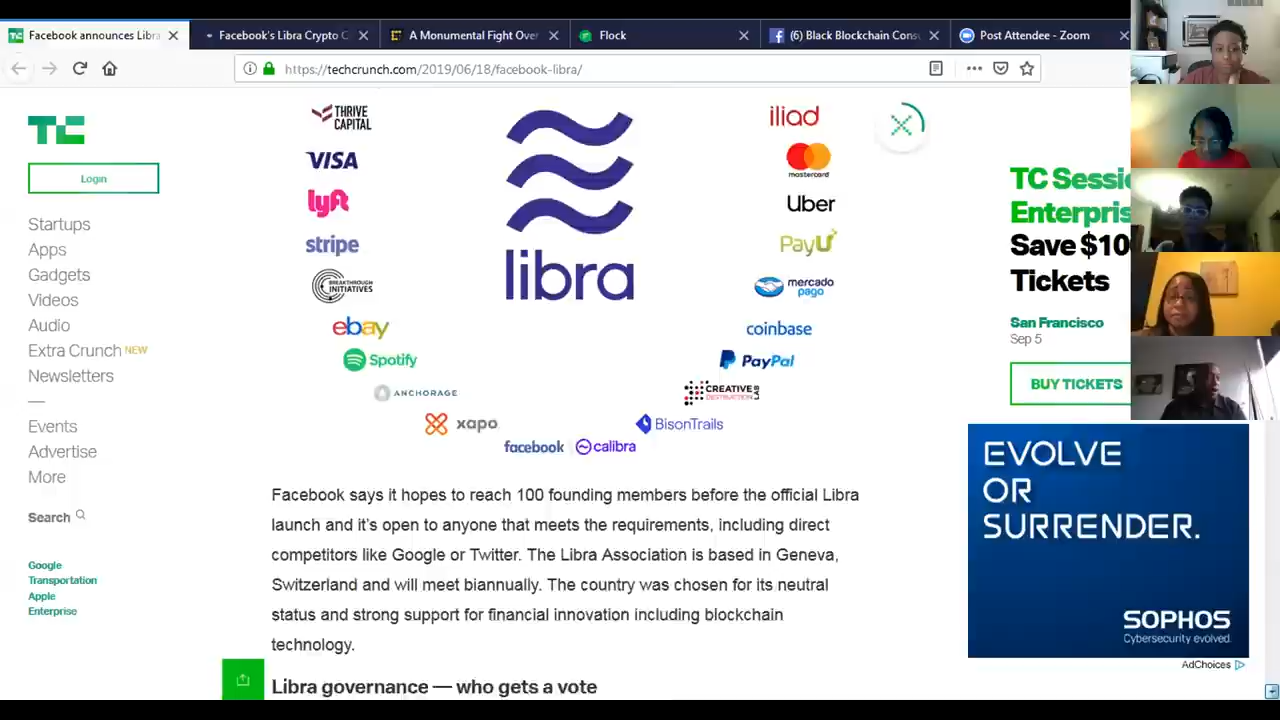 Facebook announces Libra
Facebook's Libra Crypto C
A Monumental Fight Over
Flock
(6) Black Blockchain Consu
Post Attendee - Zoom
https://techcrunch.com/2019/06/18/facebook-libra/
TC
Login
Startups
Apps
Gadgets
Videos
Audio
Extra Crunch NEW
Newsletters
—
Events
Advertise
More
Search
Google
Transportation
Apple
Enterprise
THRIVE
CAPITAL
VISA
lyft
stripe
BREAKTHROUGH
INITIATIVES
ebay
Spotify
ANCHORAGE
xapo
facebook
calibra
libra
iliad
mastercard
Uber
PayU
mercado
pago
coinbase
PayPal
CREATIVE
DESTRUCTION LAB
BisonTrails
Facebook says it hopes to reach 100 founding members before the official Libra
launch and it's open to anyone that meets the requirements, including direct
competitors like Google or Twitter. The Libra Association is based in Geneva,
Switzerland and will meet biannually. The country was chosen for its neutral
status and strong support for financial innovation including blockchain
technology.
Libra governance — who gets a vote
TC Sessi
Enterpris
Save $10
Tickets
San Francisco
Sep 5
BUY TICKETS
EVOLVE
OR
SURRENDER.
SOPHOS
Cybersecurity evolved.
AdChoices